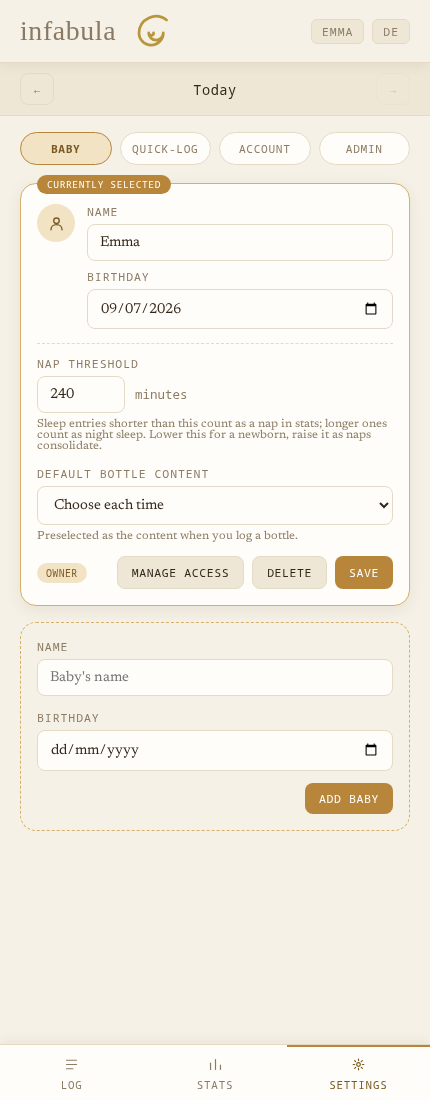 infabula
EMMA
DE
←
Today
→
BABY
QUICK-LOG
ACCOUNT
ADMIN
CURRENTLY SELECTED
NAME
Emma
BIRTHDAY
09/07/2026
NAP THRESHOLD
240
minutes
Sleep entries shorter than this count as a nap in stats; longer ones
count as night sleep. Lower this for a newborn, raise it as naps
consolidate.
DEFAULT BOTTLE CONTENT
Choose each time
Preselected as the content when you log a bottle.
OWNER
MANAGE ACCESS
DELETE
SAVE
NAME
Baby's name
BIRTHDAY
dd/mm/yyyy
ADD BABY
LOG
STATS
SETTINGS